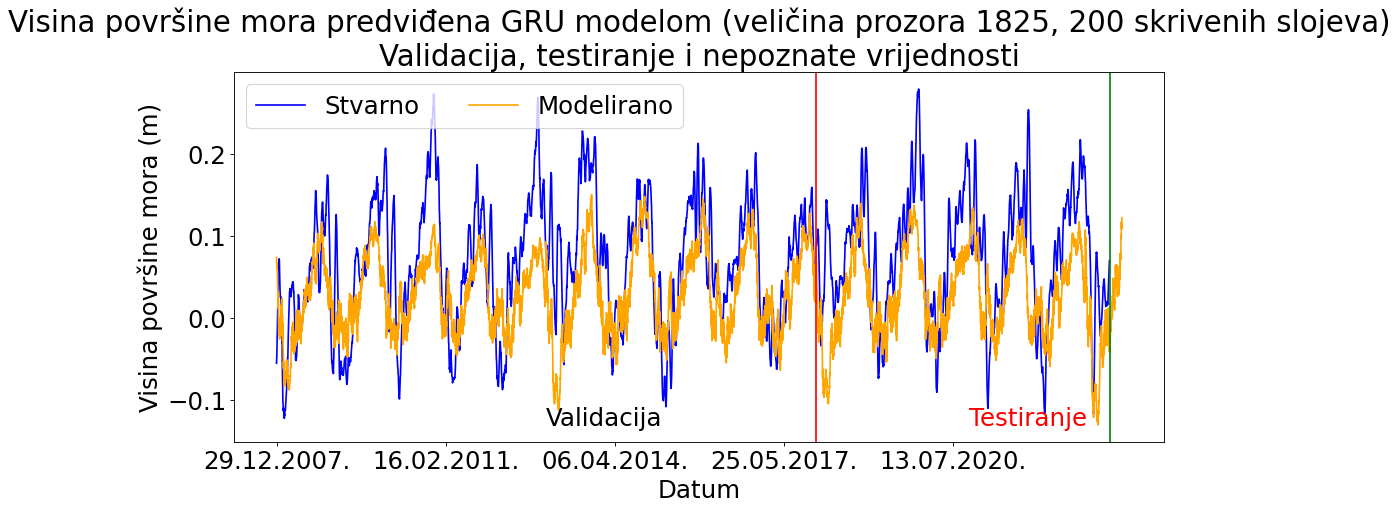 Visina površine mora predviđena GRU modelom (veličina prozora 1825, 200 skrivenih slojeva)
Validacija, testiranje i nepoznate vrijednosti
Stvarno
Modelirano
Visina površine mora (m)
0.2
0.1
0.0
−0.1
Validacija
Testiranje
29.12.2007.
16.02.2011.
06.04.2014.
25.05.2017.
13.07.2020.
Datum